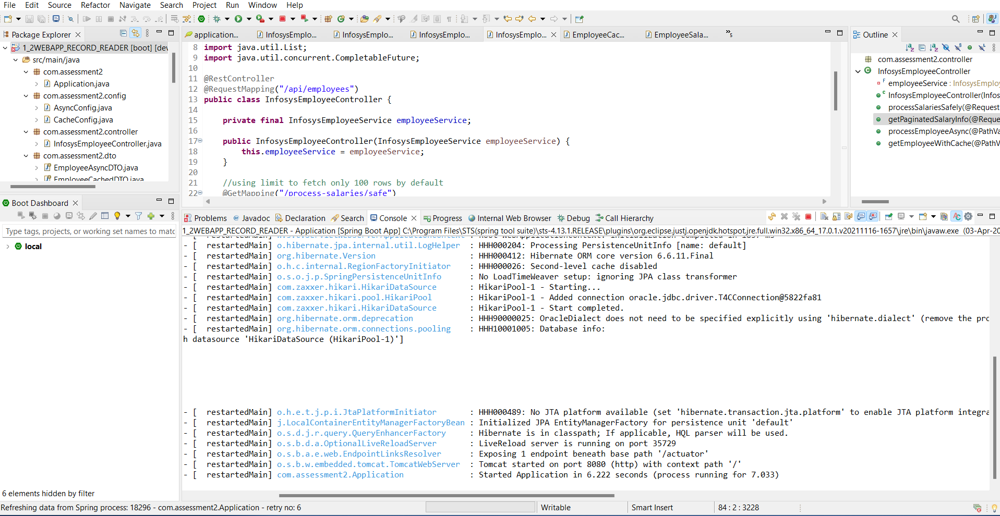 File Edit Source Refactor Navigate Search Project Run Window Help
Package Explorer
1_2WEBAPP_RECORD_READER [boot] [dev
src/main/java
com.assessment2
Application.java
com.assessment2.config
AsyncConfig.java
CacheConfig.java
com.assessment2.controller
InfosysEmployeeController.java
com.assessment2.dto
EmployeeAsyncDTO.java
EmployeeCachedDTO.java
Boot Dashboard
Type tags, projects, or working set names to matc
local
6 elements hidden by filter
application... InfosysEmplo... InfosysEmplo... InfosysEmplo... InfosysEmplo... EmployeeCac... EmployeeSala... »5
8 import java.util.List;
9 import java.util.concurrent.CompletableFuture;
10
11 @RestController
12 @RequestMapping("/api/employees")
13 public class InfosysEmployeeController {
14
15 private final InfosysEmployeeService employeeService;
16
17 public InfosysEmployeeController(InfosysEmployeeService employeeService) {
18 this.employeeService = employeeService;
19 }
20
21 //using limit to fetch only 100 rows by default
22 @GetMapping("/process-salaries/safe")
Outline
com.assessment2.controller
InfosysEmployeeController
employeeService : InfosysEmploy
InfosysEmployeeController(Infos
processSalariesSafely(@Request
getPaginatedSalaryInfo(@Reque
processEmployeeAsync(@PathVa
getEmployeeWithCache(@PathV
Problems @ Javadoc Declaration Search Console Progress Internal Web Browser Debug Call Hierarchy
1_2WEBAPP_RECORD_READER - Application [Spring Boot App] C:\Program Files\STS(spring tool suite)\sts-4.13.1.RELEASE\plugins\org.eclipse.justj.openjdk.hotspot.jre.full.win32.x86_64_17.0.1.v20211116-1657\jre\bin\javaw.exe (03-Apr-20
- [ restartedMain] o.hibernate.jpa.internal.util.LogHelper : HHH000204: Processing PersistenceUnitInfo [name: default]
- [ restartedMain] org.hibernate.Version : HHH000412: Hibernate ORM core version 6.6.11.Final
- [ restartedMain] o.h.c.internal.RegionFactoryInitiator : HHH000026: Second-level cache disabled
- [ restartedMain] o.s.o.j.p.SpringPersistenceUnitInfo : No LoadTimeWeaver setup: ignoring JPA class transformer
- [ restartedMain] com.zaxxer.hikari.HikariDataSource : HikariPool-1 - Starting...
- [ restartedMain] com.zaxxer.hikari.pool.HikariPool : HikariPool-1 - Added connection oracle.jdbc.driver.T4CConnection@5822fa81
- [ restartedMain] com.zaxxer.hikari.HikariDataSource : HikariPool-1 - Start completed.
- [ restartedMain] org.hibernate.orm.deprecation : HHH90000025: OracleDialect does not need to be specified explicitly using 'hibernate.dialect' (remove the pro
- [ restartedMain] org.hibernate.orm.connections.pooling : HHH10001005: Database info:
h datasource 'HikariDataSource (HikariPool-1)']
- [ restartedMain] o.h.e.t.j.p.i.JtaPlatformInitiator : HHH000489: No JTA platform available (set 'hibernate.transaction.jta.platform' to enable JTA platform integra
- [ restartedMain] j.LocalContainerEntityManagerFactoryBean : Initialized JPA EntityManagerFactory for persistence unit 'default'
- [ restartedMain] o.s.d.j.r.query.QueryEnhancerFactory : Hibernate is in classpath; If applicable, HQL parser will be used.
- [ restartedMain] o.s.b.d.a.OptionalLiveReloadServer : LiveReload server is running on port 35729
- [ restartedMain] o.s.b.a.e.web.EndpointLinksResolver : Exposing 1 endpoint beneath base path '/actuator'
- [ restartedMain] o.s.b.w.embedded.tomcat.TomcatWebServer : Tomcat started on port 8080 (http) with context path '/'
- [ restartedMain] com.assessment2.Application : Started Application in 6.222 seconds (process running for 7.033)
Refreshing data from Spring process: 18296 - com.assessment2.Application - retry no: 6 Writable Smart Insert 84 : 2 : 3228